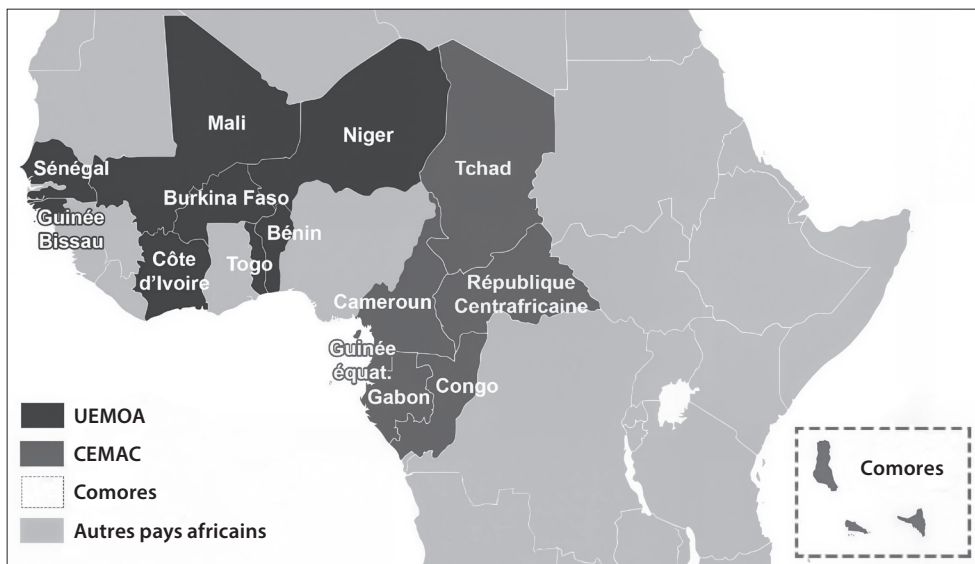 Mali
Niger
Tchad
Sénégal
Burkina Faso
Guinée
Bissau
Bénin
Côte
d'Ivoire
Togo
République
Centrafricaine
Cameroun
Guinée
équat.
Congo
Gabon
UEMOA
CEMAC
Comores
Autres pays africains
Comores